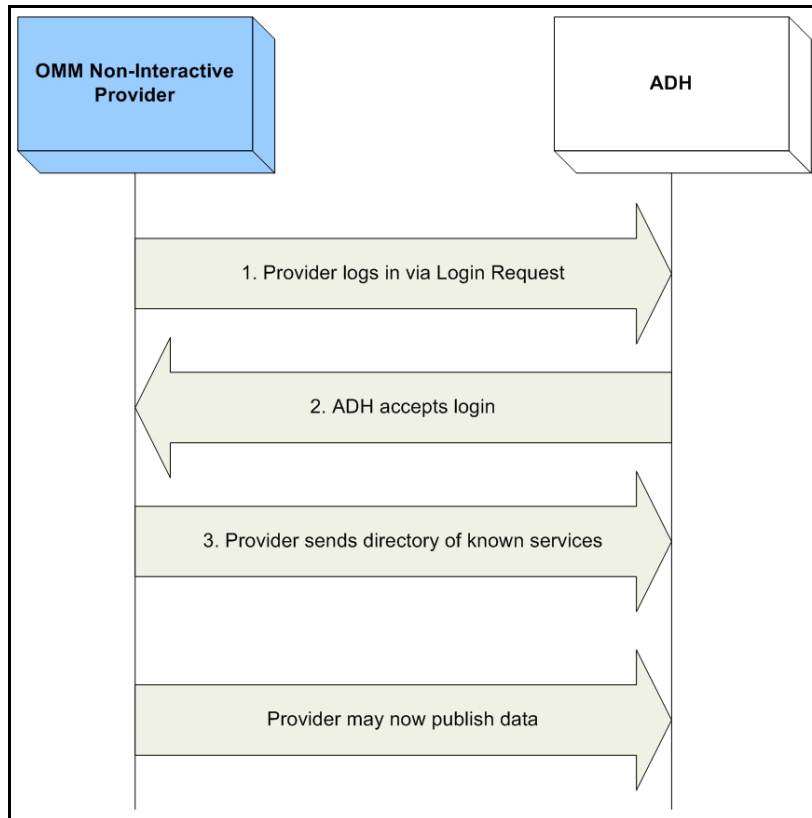 OMM Non-Interactive
Provider
ADH
1. Provider logs in via Login Request
2. ADH accepts login
3. Provider sends directory of known services
Provider may now publish data